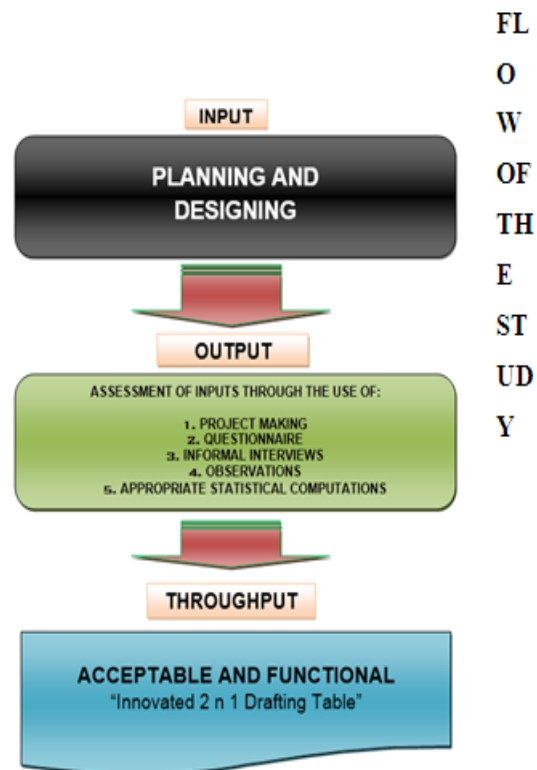 INPUT
PLANNING AND
DESIGNING
OUTPUT
ASSESSMENT OF INPUTS THROUGH THE USE OF:
1. PROJECT MAKING
2. QUESTIONNAIRE
3. INFORMAL INTERVIEWS
4. OBSERVATIONS
5. APPROPRIATE STATISTICAL COMPUTATIONS
THROUGHPUT
ACCEPTABLE AND FUNCTIONAL
“Innovated 2 n 1 Drafting Table”
FL
O
W
OF
TH
E
ST
UD
Y